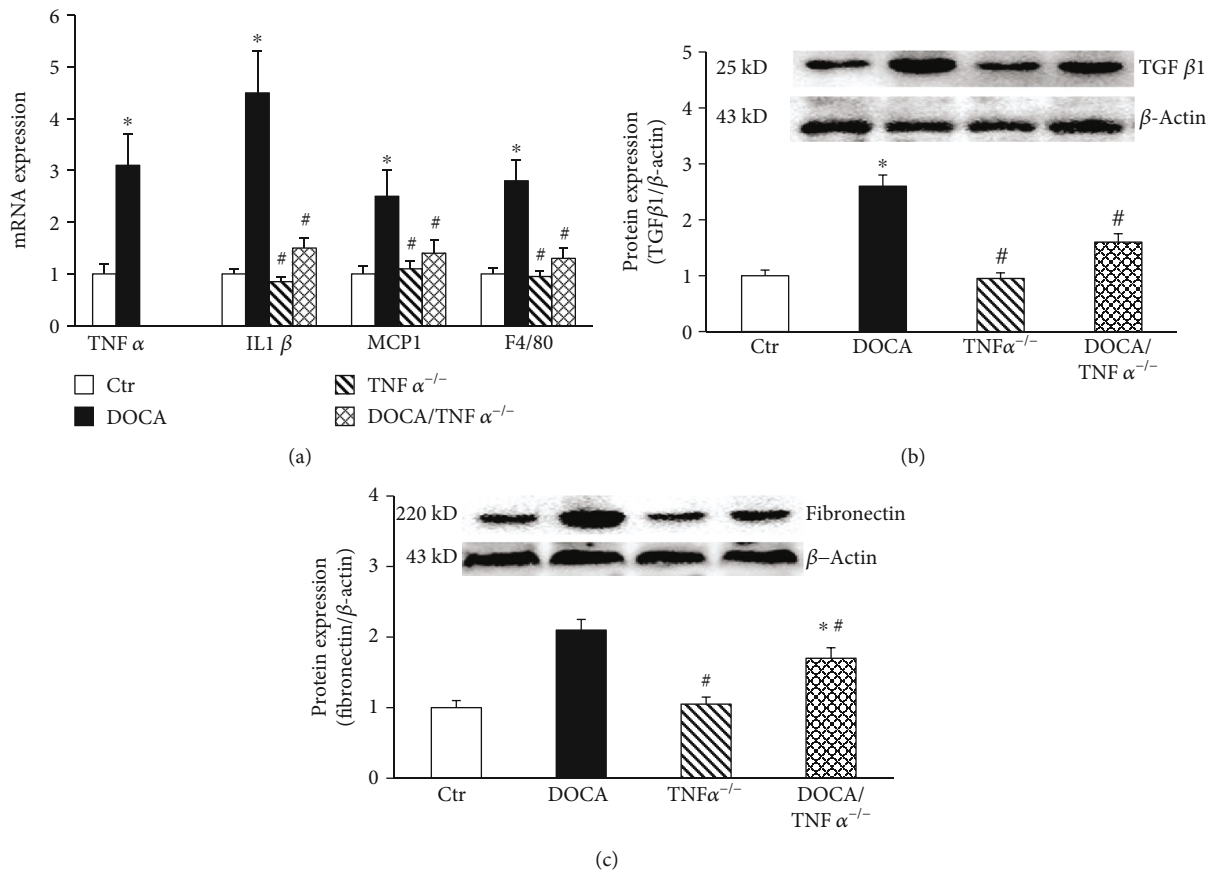 6
5
4
3
2
1
0
mRNA expression
*
*
*
*
#
#
#
#
#
#
TNF α
IL1 β
MCP1
F4/80
Ctr
TNF α⁻/⁻
DOCA
DOCA/TNF α⁻/⁻
(a)
5
4
3
2
1
0
Protein expression
(TGFβ1/β-actin)
25 kD
TGF β1
43 kD
β-Actin
*
#
#
Ctr
DOCA
TNFα⁻/⁻
DOCA/
TNF α⁻/⁻
(b)
4
3
2
1
0
Protein expression
(fibronectin/β-actin)
220 kD
Fibronectin
43 kD
β–Actin
#
* #
Ctr
DOCA
TNFα⁻/⁻
DOCA/
TNF α⁻/⁻
(c)